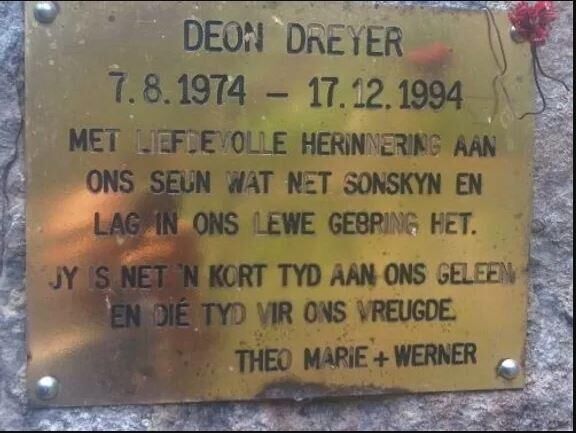 DEON DREYER
7.8.1974 – 17.12.1994
MET LIEFDEVOLLE HERINNERING AAN
ONS SEUN WAT NET SONSKYN EN
LAG IN ONS LEWE GEBRING HET.
JY IS NET 'N KORT TYD AAN ONS GELEEN
EN DIÉ TYD VIR ONS VREUGDE.
THEO MARIE + WERNER